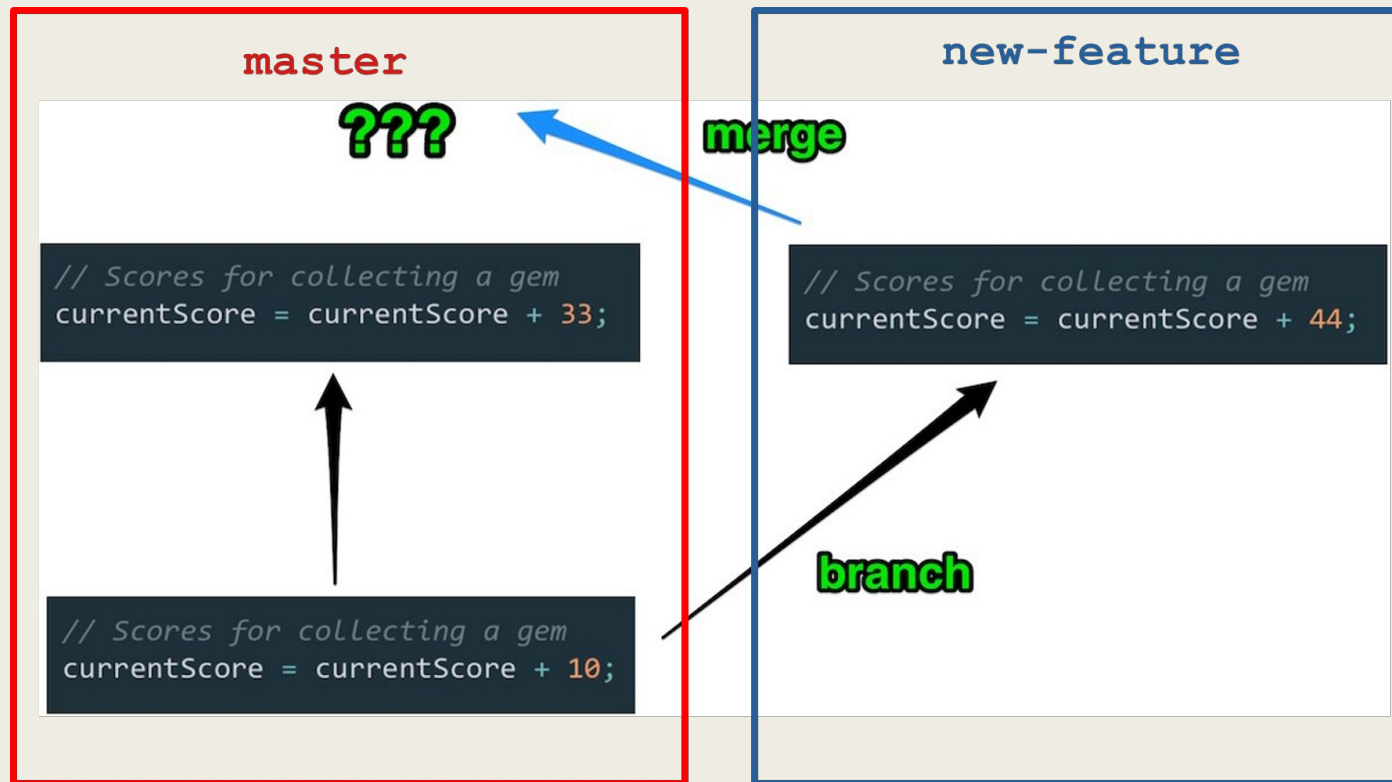 master
new-feature
???
merge
// Scores for collecting a gem
currentScore = currentScore + 33;
// Scores for collecting a gem
currentScore = currentScore + 44;
branch
// Scores for collecting a gem
currentScore = currentScore + 10;